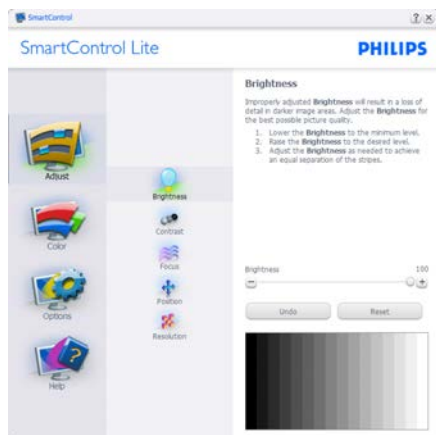 SmartControl
SmartControl Lite
PHILIPS
Adjust
Color
Options
Help
Brightness
Contrast
Focus
Position
Resolution
Brightness
Improperly adjusted Brightness will result in a loss of
detail in darker image areas. Adjust the Brightness for
the best possible picture quality.
1. Lower the Brightness to the minimum level.
2. Raise the Brightness to the desired level.
3. Adjust the Brightness as needed to achieve
an equal separation of the stripes.
Brightness 100
Undo Reset